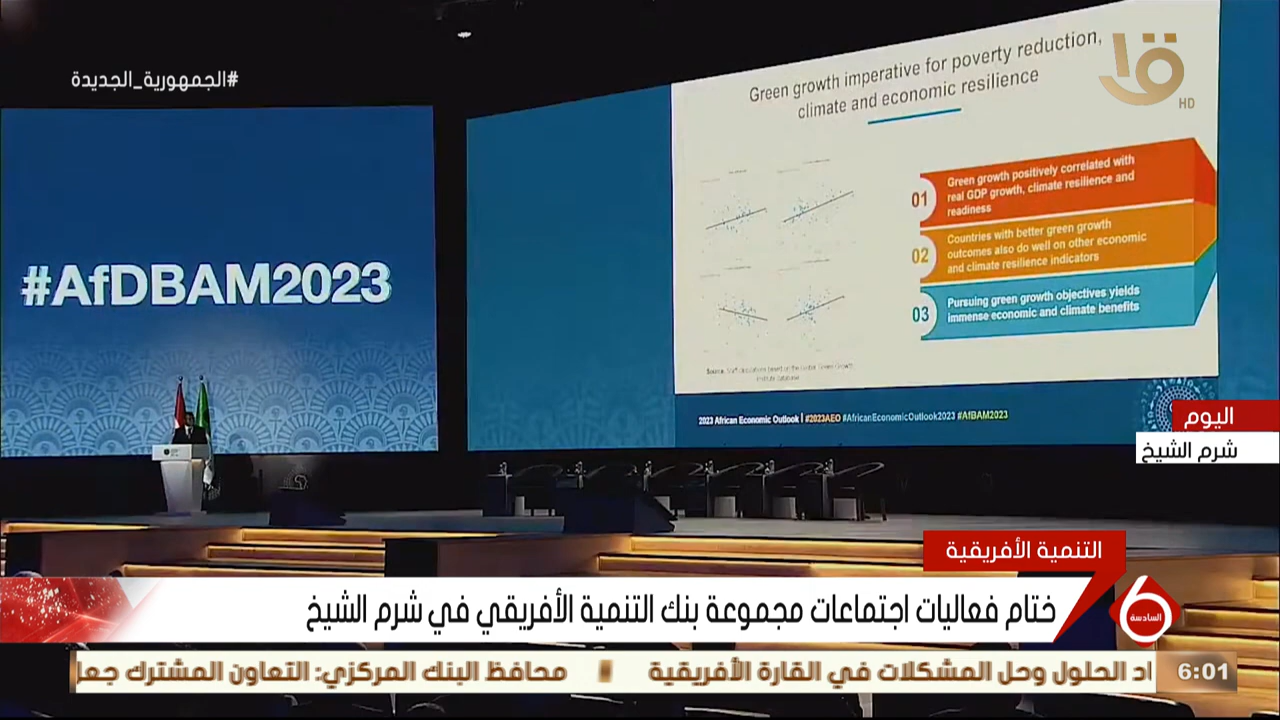 #الجمهورية_الجديدة
HD
Green growth imperative for poverty reduction,
climate and economic resilience
01
Green growth positively correlated with
real GDP growth, climate resilience and
readiness
02
Countries with better green growth
outcomes also do well on other economic
and climate resilience indicators
03
Pursuing green growth objectives yields
immense economic and climate benefits
#AfDBAM2023
2023 African Economic Outlook | #2023AEO #AfricanEconomicOutlook2023 #AfBAM2023
اليوم
شرم الشيخ
التنمية الأفريقية
السادسة
ختام فعاليات اجتماعات مجموعة بنك التنمية الأفريقي في شرم الشيخ
6:01
اد الحلول وحل المشكلات في القارة الأفريقية
محافظ البنك المركزي: التعاون المشترك جعل